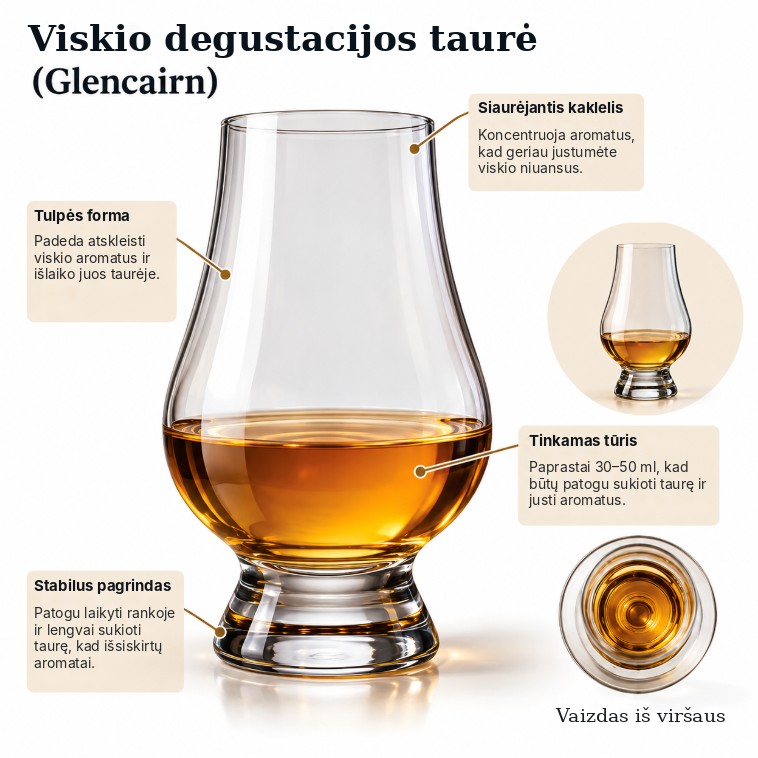 Viskio degustacijos taurė
(Glencairn)
Siaurėjantis kaklelis
Koncentruoja aromatus,
kad geriau justumėte
viskio niuansus.
Tulpės forma
Padeda atskleisti
viskio aromatus ir
išlaiko juos taurėje.
Tinkamas tūris
Paprastai 30–50 ml, kad
būtų patogu sukioti taurę ir
justi aromatus.
Stabilus pagrindas
Patogu laikyti rankoje
ir lengvai sukioti
taurę, kad išsiskirtų
aromatai.
Vaizdas iš viršaus